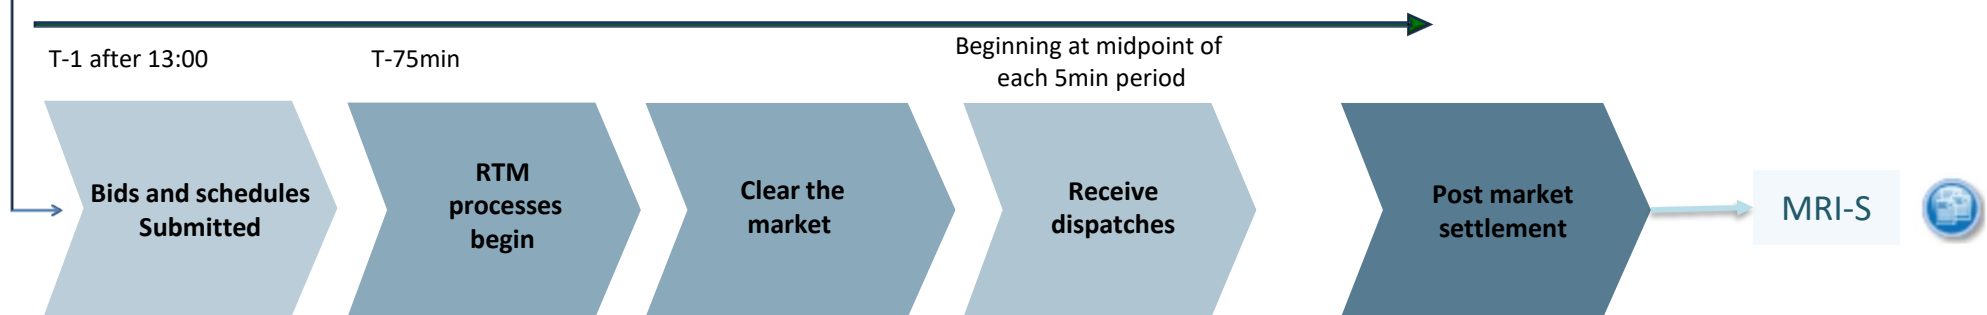 T-1 after 13:00
T-75min
Beginning at midpoint of
each 5min period
Bids and schedules
Submitted
RTM
processes
begin
Clear the
market
Receive
dispatches
Post market
settlement
MRI-S